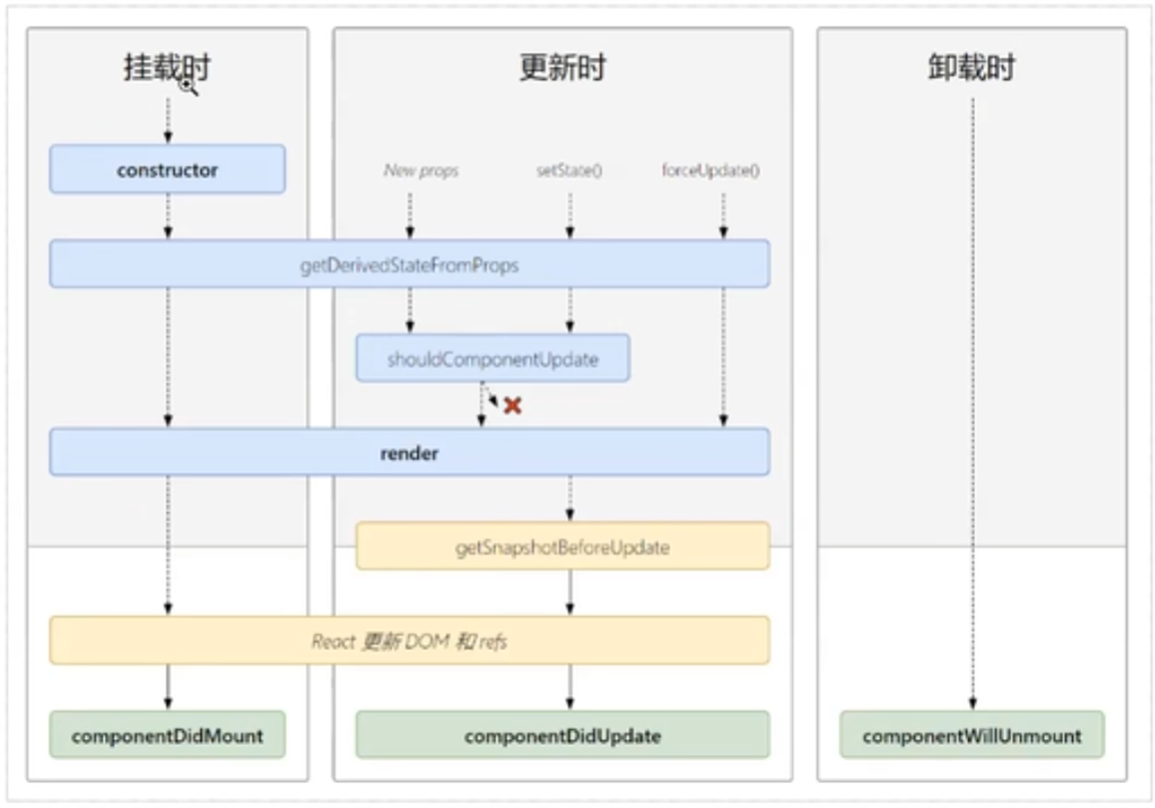 挂载时
更新时
卸载时
constructor
New props
setState()
forceUpdate()
getDerivedStateFromProps
shouldComponentUpdate
render
getSnapshotBeforeUpdate
React 更新 DOM 和 refs
componentDidMount
componentDidUpdate
componentWillUnmount